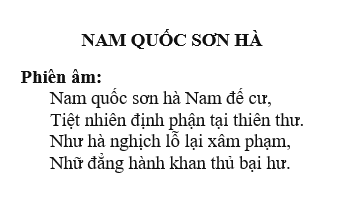 NAM QUỐC SƠN HÀ
Phiên âm:
Nam quốc sơn hà Nam đế cư,
Tiệt nhiên định phận tại thiên thư.
Như hà nghịch lỗ lại xâm phạm,
Nhữ đẳng hành khan thủ bại hư.